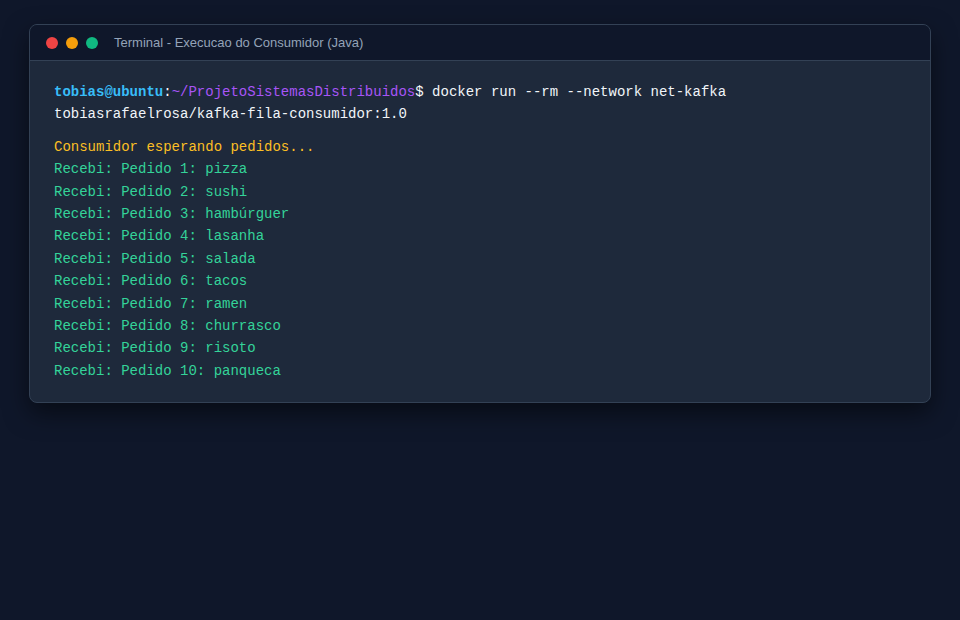 Terminal - Execucao do Consumidor (Java)
tobias@ubuntu:~/ProjetoSistemasDistribuidos$ docker run --rm --network net-kafka
tobiasrafaelrosa/kafka-fila-consumidor:1.0
Consumidor esperando pedidos...
Recebi: Pedido 1: pizza
Recebi: Pedido 2: sushi
Recebi: Pedido 3: hambúrguer
Recebi: Pedido 4: lasanha
Recebi: Pedido 5: salada
Recebi: Pedido 6: tacos
Recebi: Pedido 7: ramen
Recebi: Pedido 8: churrasco
Recebi: Pedido 9: risoto
Recebi: Pedido 10: panqueca